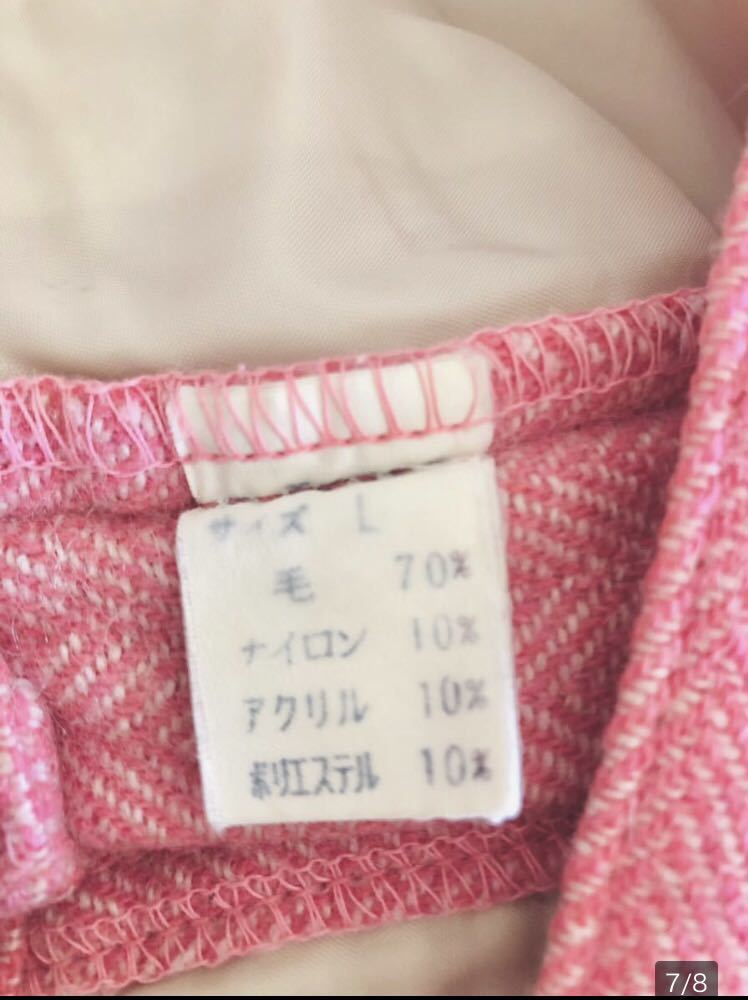 サイズ L
毛 70%
ナイロン 10%
アクリル 10%
ポリエステル 10%
7/8